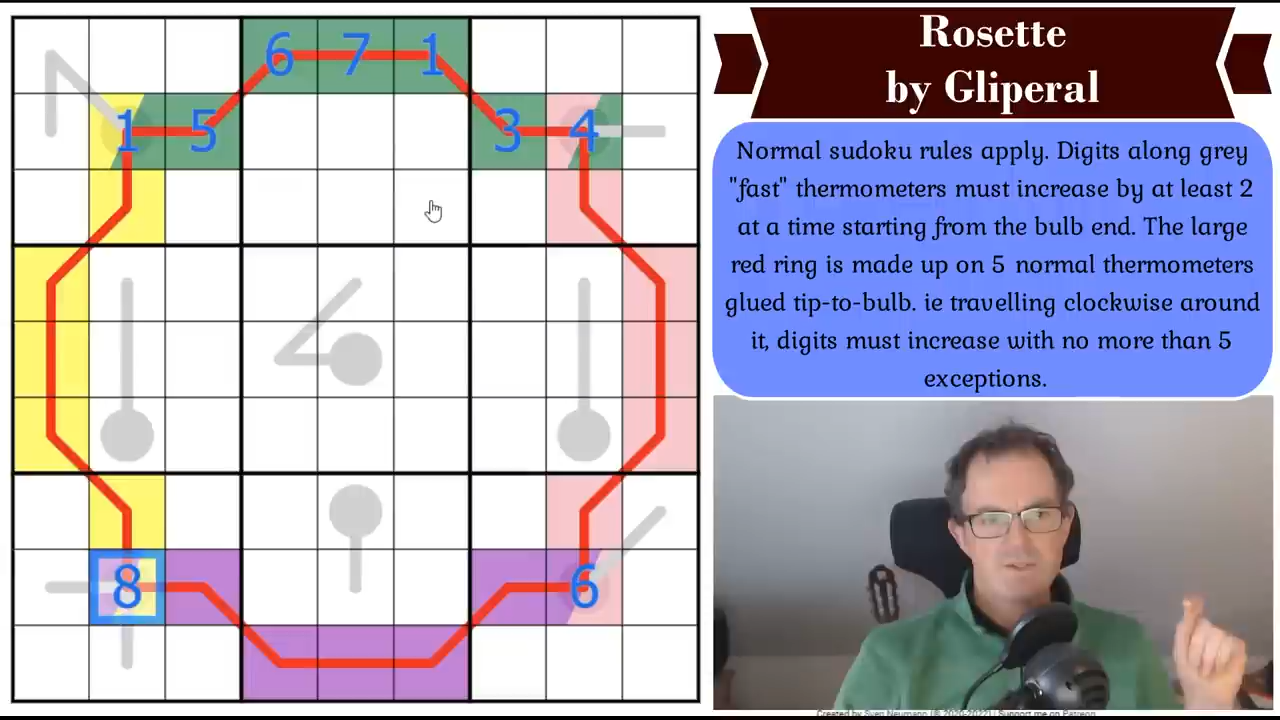 Rosette
by Gliperal
Normal sudoku rules apply. Digits along grey
"fast" thermometers must increase by at least 2
at a time starting from the bulb end. The large
red ring is made up on 5 normal thermometers
glued tip-to-bulb. ie travelling clockwise around
it, digits must increase with no more than 5
exceptions.
6 7 1
1 5 3 4
8 6